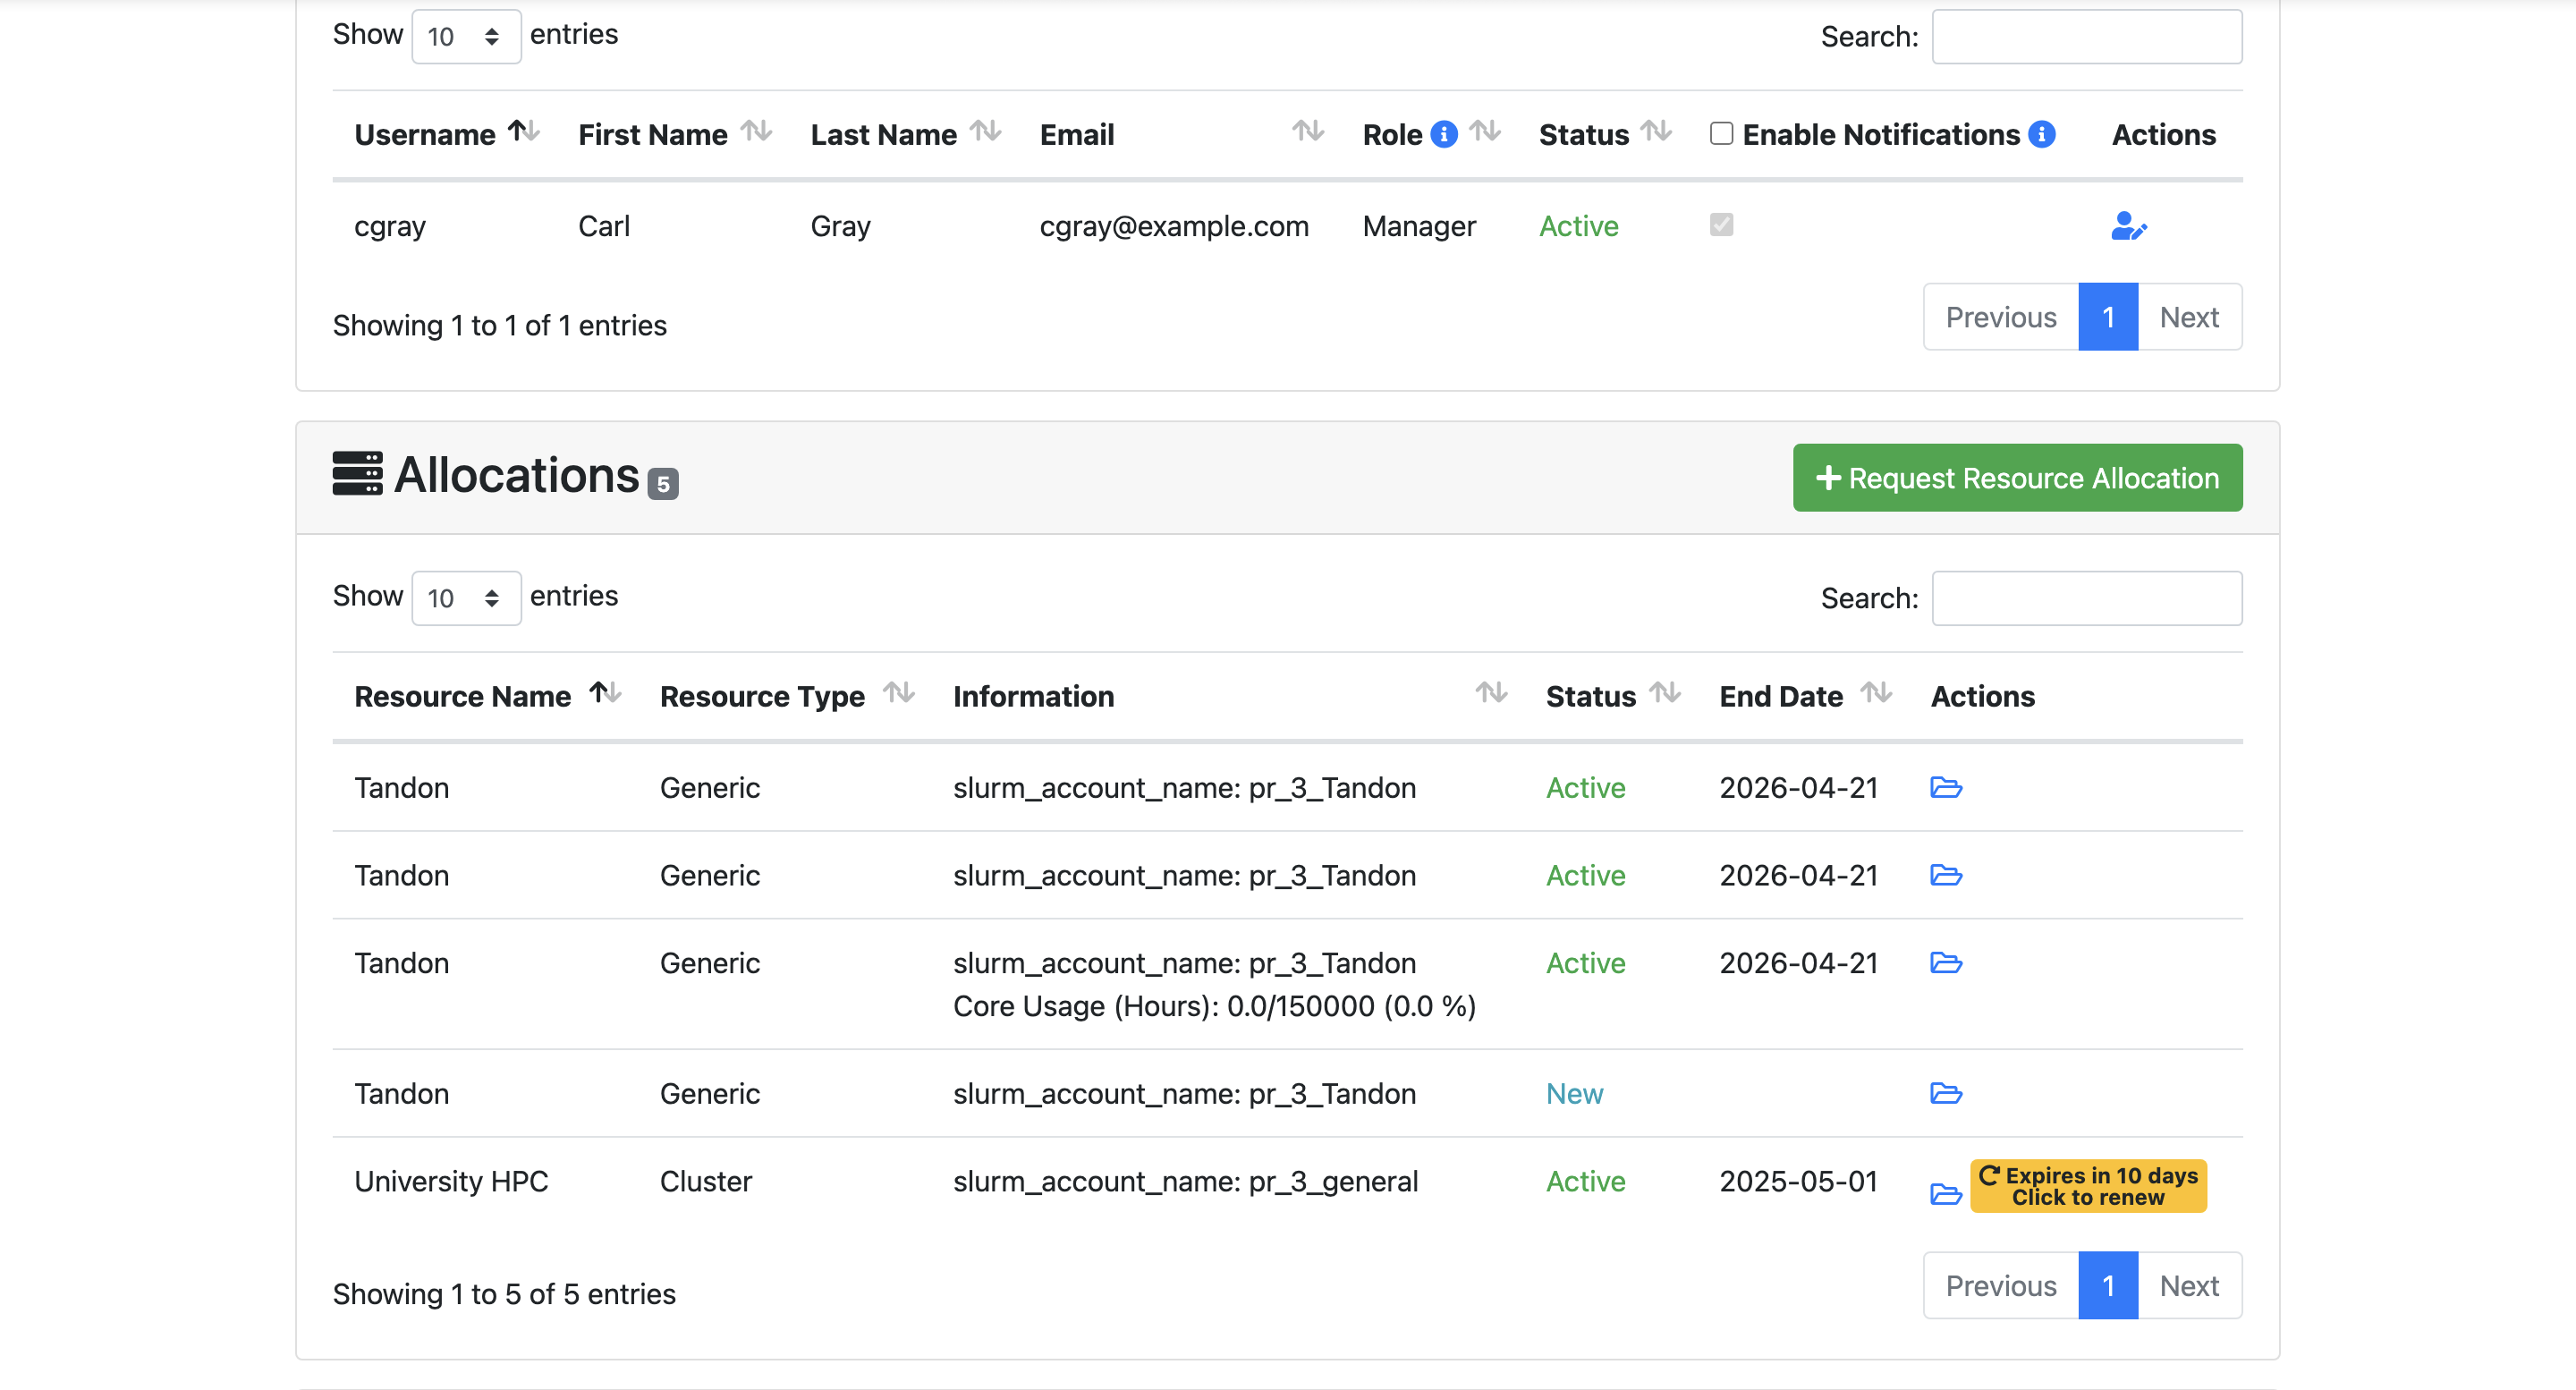 Show 10 entries Search:
Username First Name Last Name Email Role Status Enable Notifications Actions
cgray Carl Gray cgray@example.com Manager Active
Showing 1 to 1 of 1 entries Previous 1 Next
Allocations 5 Request Resource Allocation
Show 10 entries Search:
Resource Name Resource Type Information Status End Date Actions
Tandon Generic slurm_account_name: pr_3_Tandon Active 2026-04-21
Tandon Generic slurm_account_name: pr_3_Tandon Active 2026-04-21
Tandon Generic slurm_account_name: pr_3_Tandon Active 2026-04-21
Core Usage (Hours): 0.0/150000 (0.0 %)
Tandon Generic slurm_account_name: pr_3_Tandon New
University HPC Cluster slurm_account_name: pr_3_general Active 2025-05-01 Expires in 10 days
Click to renew
Showing 1 to 5 of 5 entries Previous 1 Next